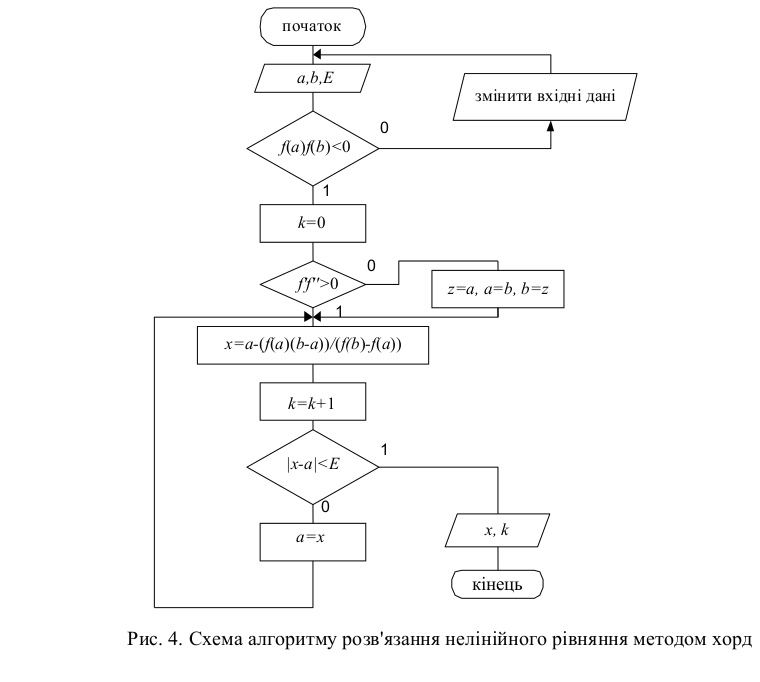 початок
a,b,E
змінити вхідні дані
f(a)f(b)<0
0
1
k=0
f'f''>0
0
z=a, a=b, b=z
1
x=a-(f(a)(b-a))/(f(b)-f(a))
k=k+1
|x-a|<E
1
0
a=x
x, k
кінець
Рис. 4. Схема алгоритму розв'язання нелінійного рівняння методом хорд